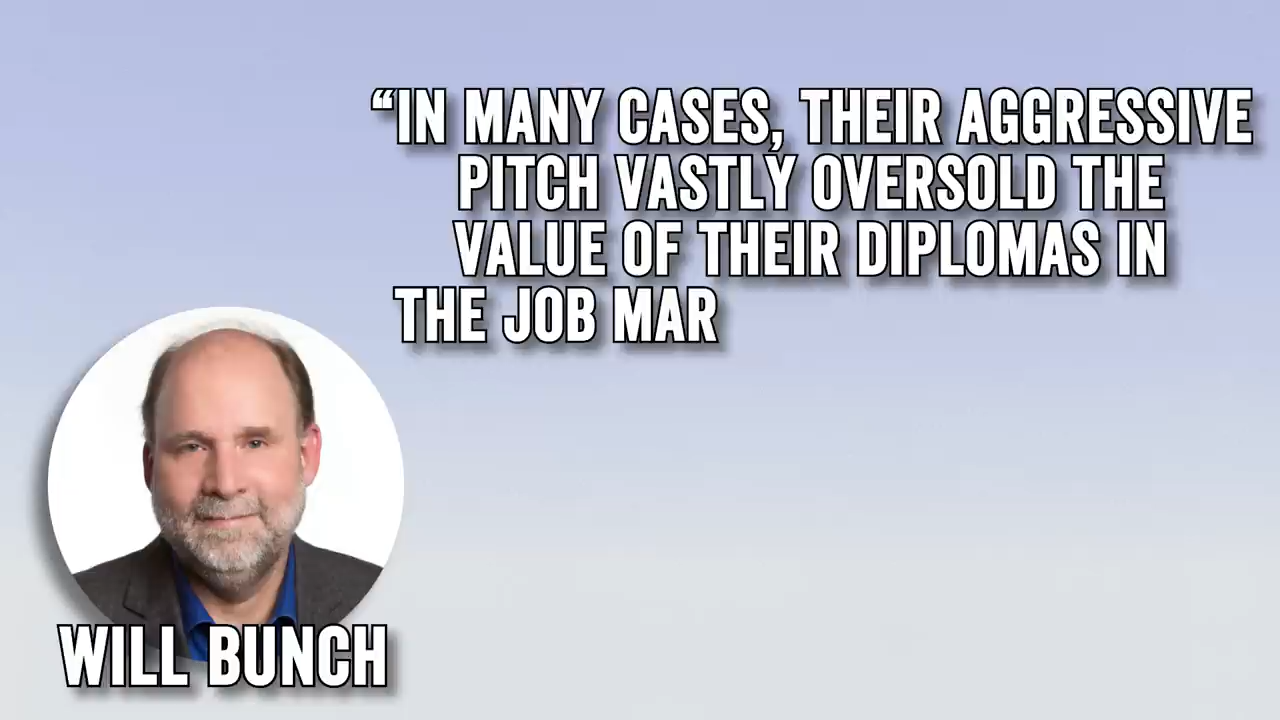 “IN MANY CASES, THEIR AGGRESSIVE
PITCH VASTLY OVERSOLD THE
VALUE OF THEIR DIPLOMAS IN
THE JOB MAR
WILL BUNCH